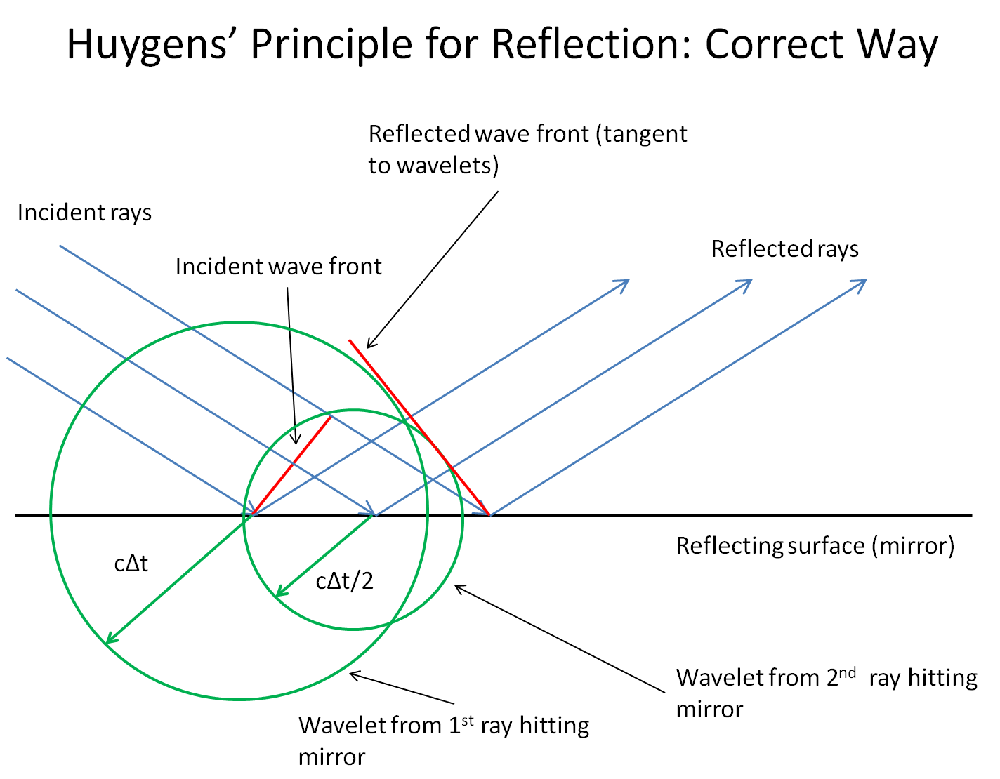 Huygens’ Principle for Reflection: Correct Way
Reflected wave front (tangent
to wavelets)
Incident rays
Incident wave front
Reflected rays
Reflecting surface (mirror)
cΔt
cΔt/2
Wavelet from 2nd ray hitting
mirror
Wavelet from 1st ray hitting
mirror